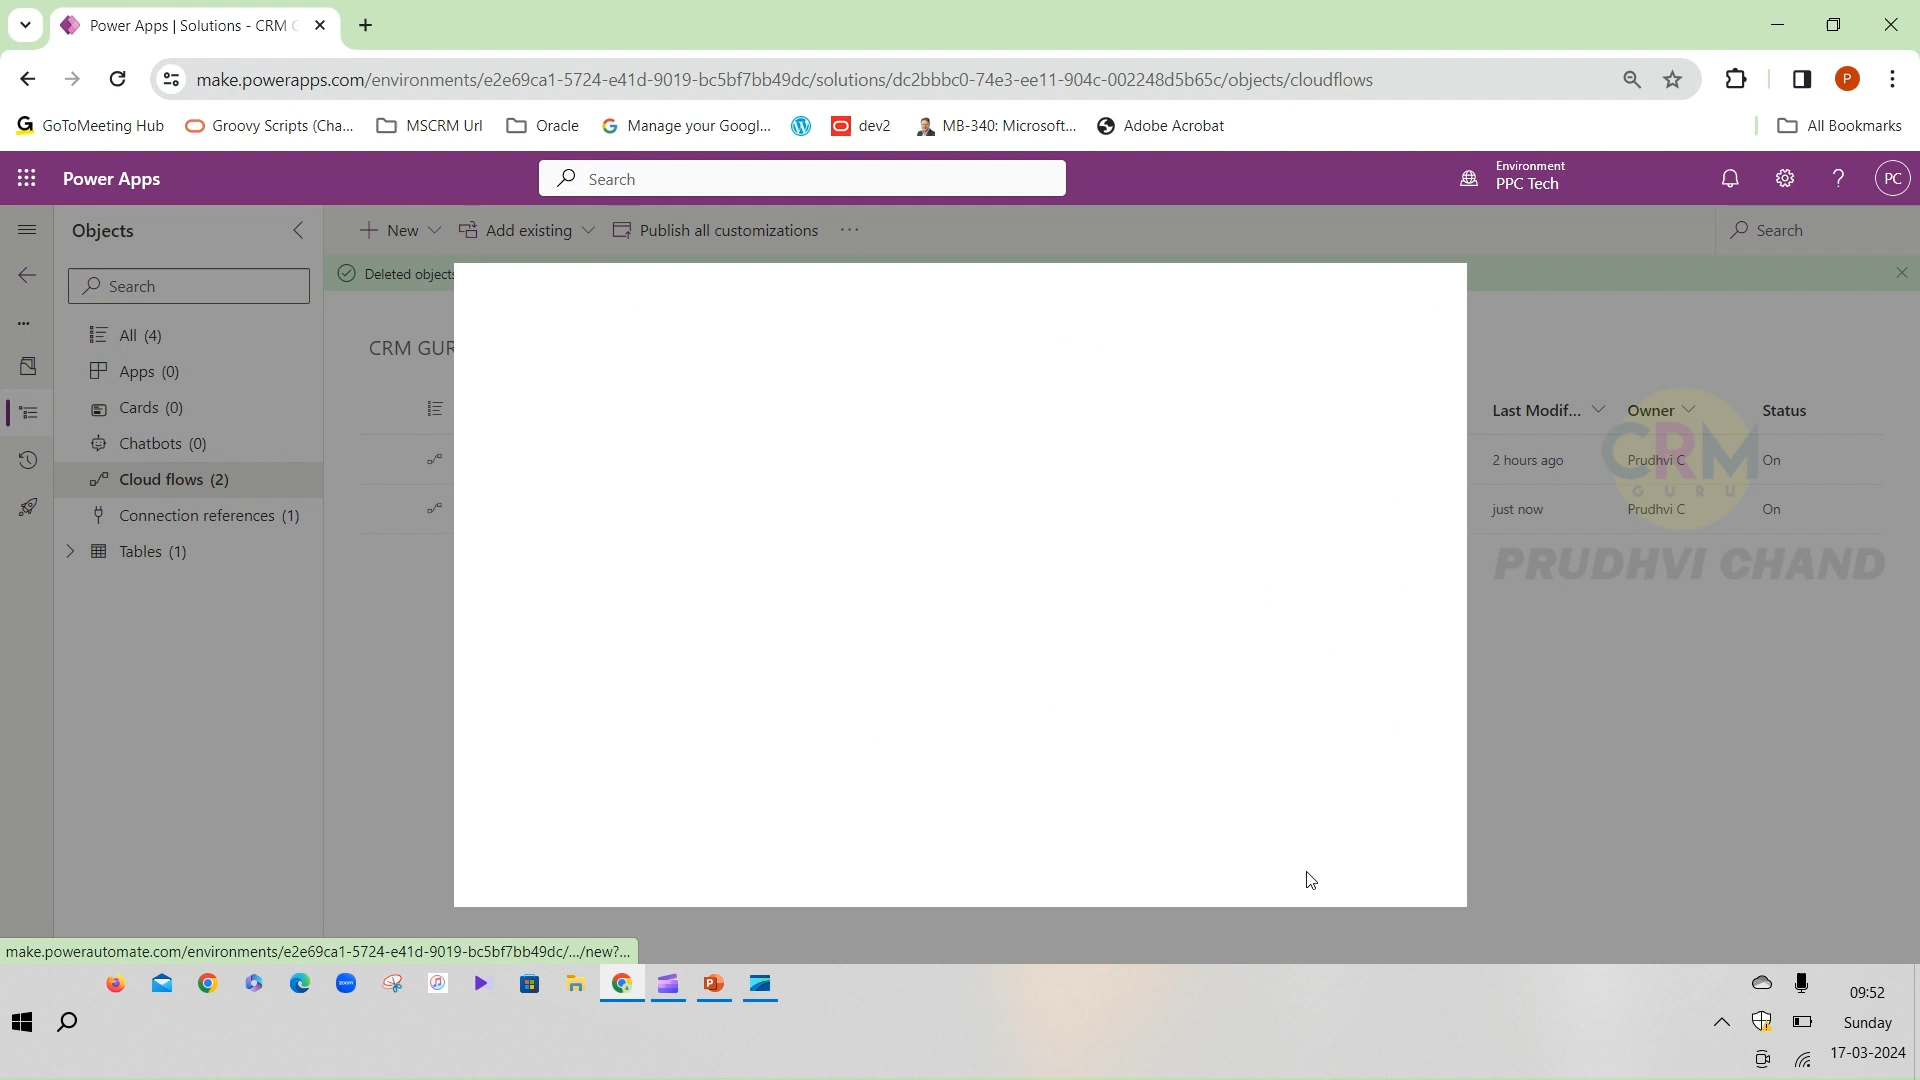 Power Apps | Solutions - CRM G
make.powerapps.com/environments/e2e69ca1-5724-e41d-9019-bc5bf7bb49dc/solutions/dc2bbbc0-74e3-ee11-904c-002248d5b65c/objects/cloudflows
P
GoToMeeting Hub
Groovy Scripts (Cha...
MSCRM Url
Oracle
Manage your Googl...
dev2
MB-340: Microsoft...
Adobe Acrobat
All Bookmarks
Power Apps
Search
Environment
PPC Tech
PC
Objects
New
Add existing
Publish all customizations
Search
Search
Deleted objects
All (4)
Apps (0)
Cards (0)
Chatbots (0)
Cloud flows (2)
Connection references (1)
Tables (1)
CRM GUR
Last Modif...
Owner
Status
2 hours ago
Prudhvi C
On
just now
Prudhvi C
On
CRM
GURU
PRUDHVI CHAND
make.powerautomate.com/environments/e2e69ca1-5724-e41d-9019-bc5bf7bb49dc/.../new?...
zoom
09:52
Sunday
17-03-2024